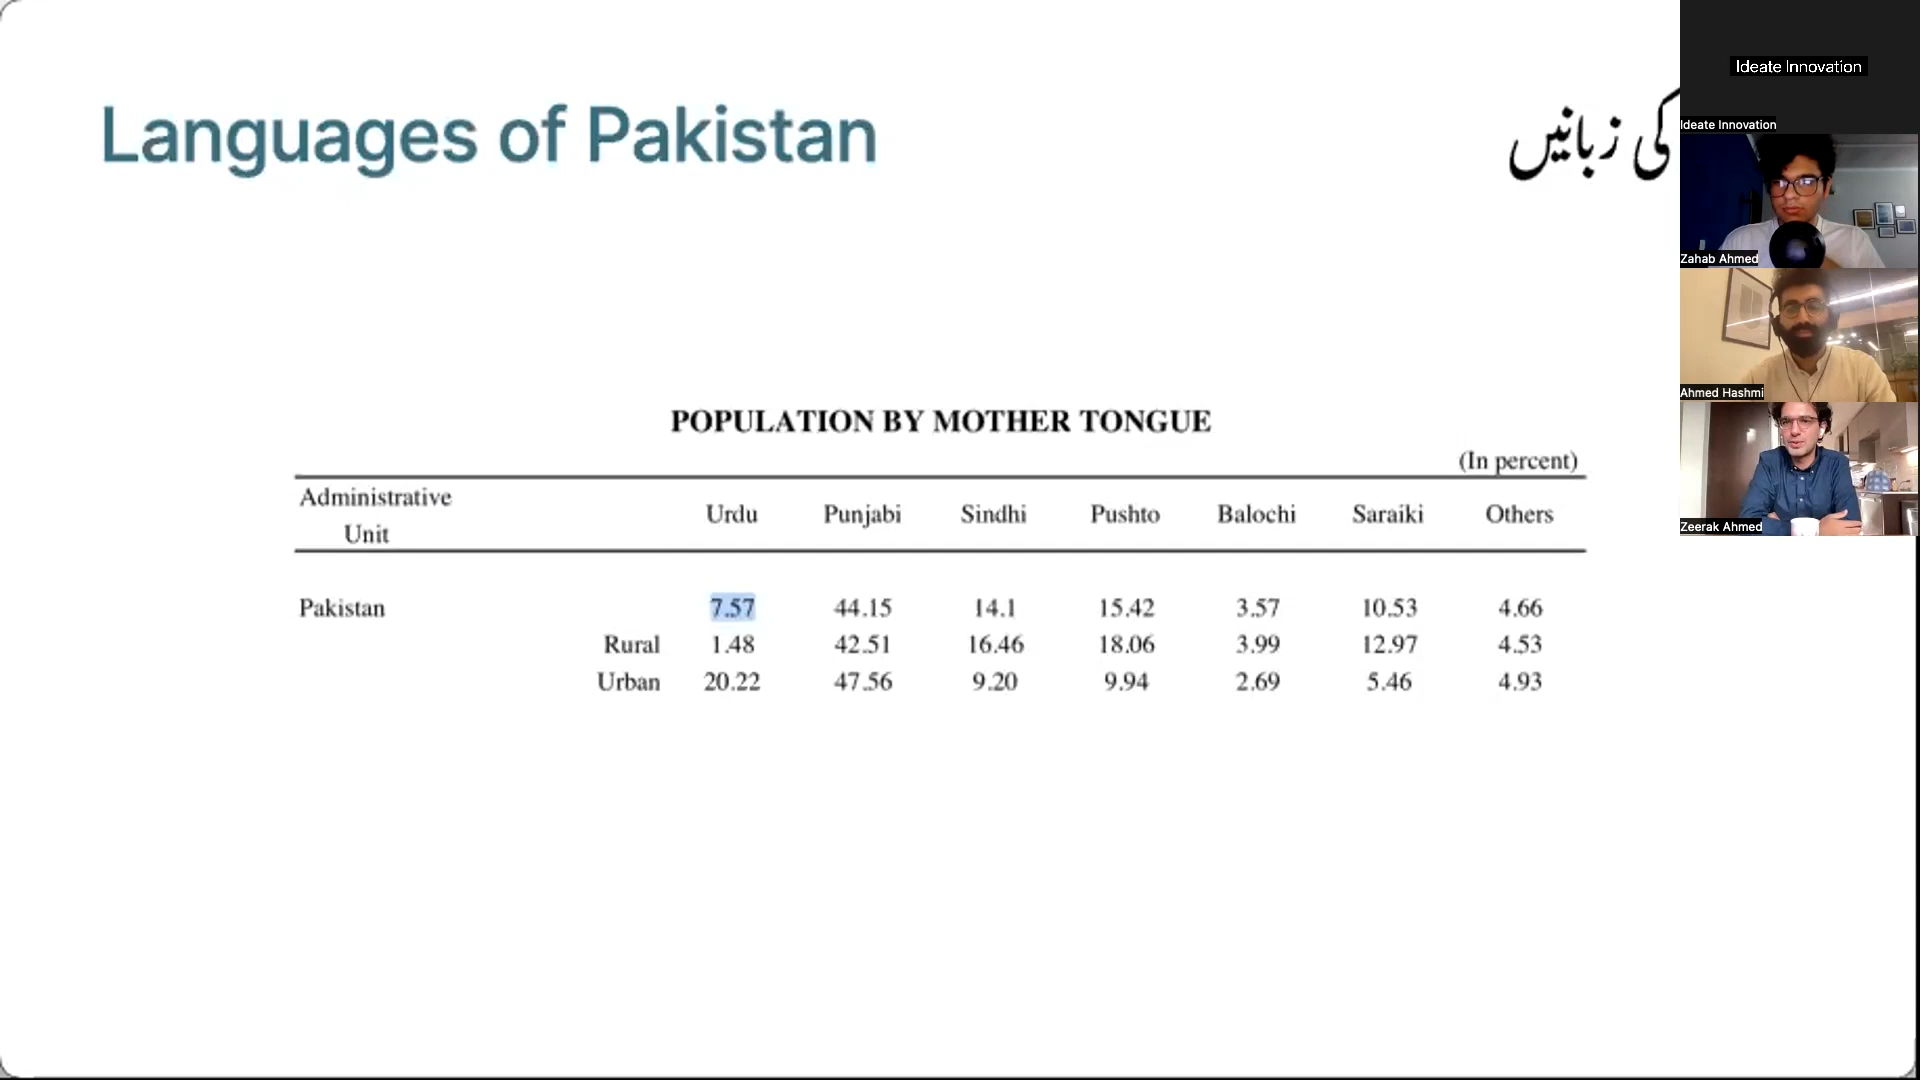 Languages of Pakistan
کی زبانیں
POPULATION BY MOTHER TONGUE
(In percent)
Administrative Unit Urdu Punjabi Sindhi Pushto Balochi Saraiki Others
Pakistan 7.57 44.15 14.1 15.42 3.57 10.53 4.66
Rural 1.48 42.51 16.46 18.06 3.99 12.97 4.53
Urban 20.22 47.56 9.20 9.94 2.69 5.46 4.93
Ideate Innovation
Ideate Innovation
Zahab Ahmed
Ahmed Hashmi
Zeerak Ahmed